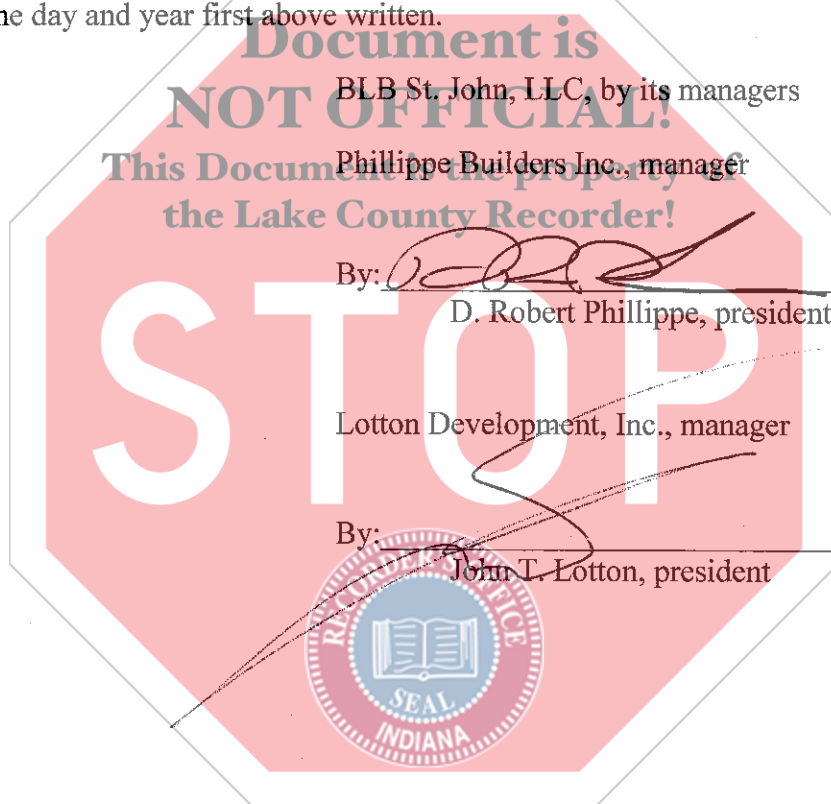 ne day and year first above written.
Document is
NOT OFFICIAL!
BLB St. John, LLC, by its managers
This Document is the property of
Phillippe Builders Inc., manager
the Lake County Recorder!
By:
D. Robert Phillippe, president
STOP
Lotton Development, Inc., manager
By:
John T. Lotton, president
RECORDER'S OFFICE
SEAL
INDIANA